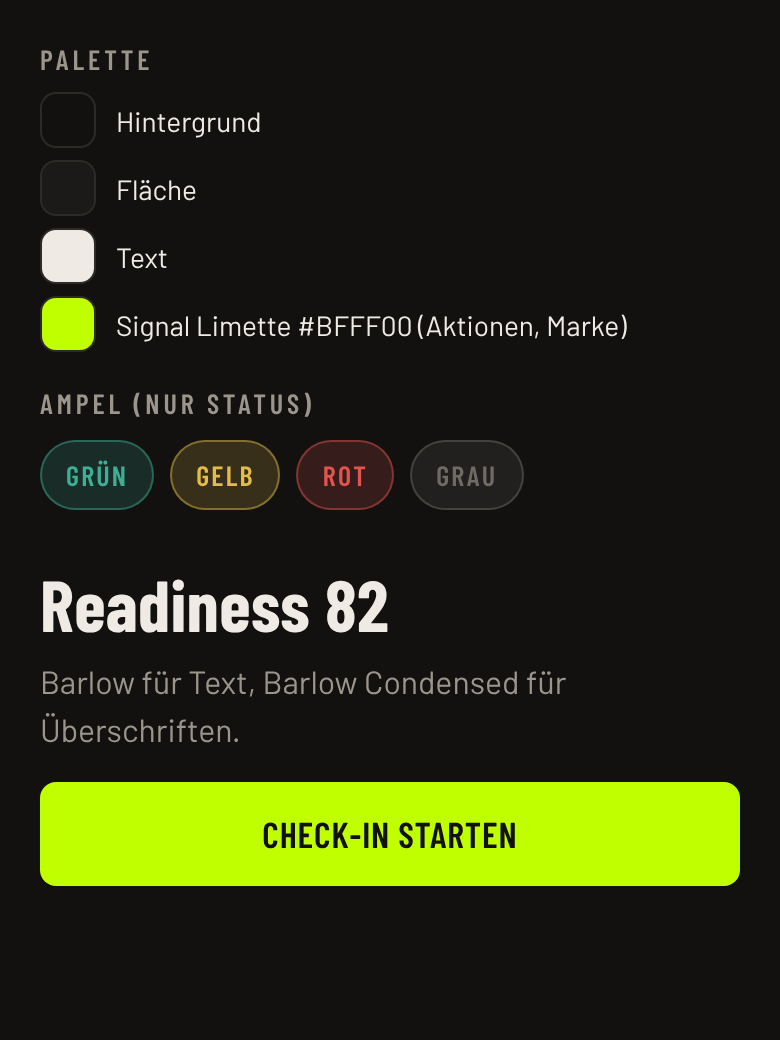 PALETTE
Hintergrund
Fläche
Text
Signal Limette #BFFF00 (Aktionen, Marke)
AMPEL (NUR STATUS)
GRÜN GELB ROT GRAU
Readiness 82
Barlow für Text, Barlow Condensed für
Überschriften.
CHECK-IN STARTEN